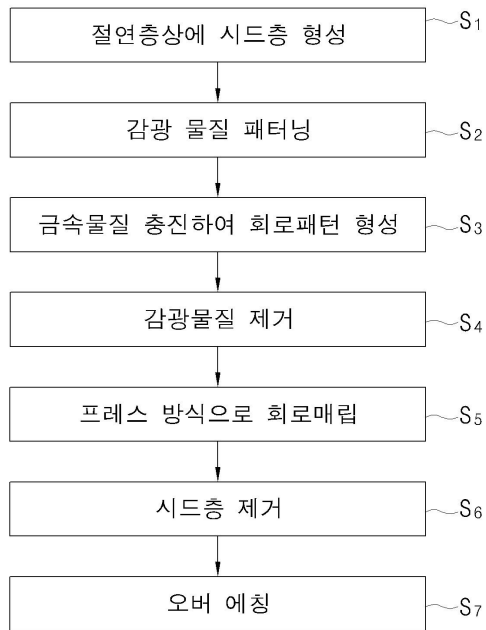 절연층상에 시드층 형성 S1
감광 물질 패터닝 S2
금속물질 충진하여 회로패턴 형성 S3
감광물질 제거 S4
프레스 방식으로 회로매립 S5
시드층 제거 S6
오버 에칭 S7